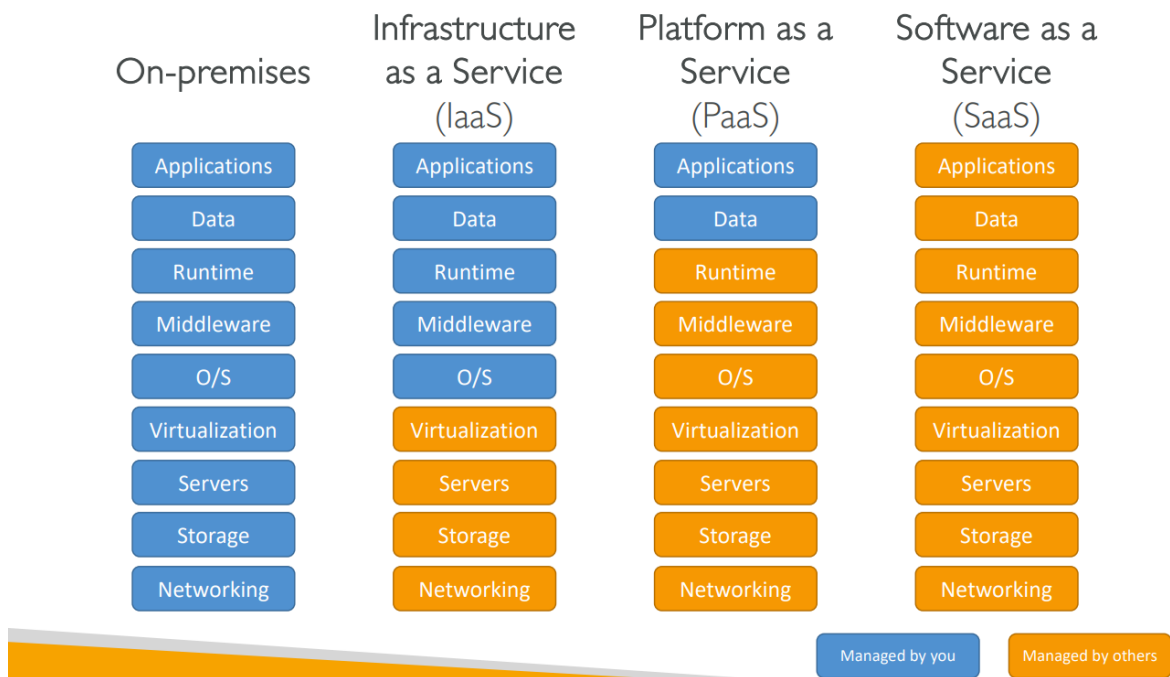 On-premises
Infrastructure
as a Service
(IaaS)
Platform as a
Service
(PaaS)
Software as a
Service
(SaaS)
Applications
Data
Runtime
Middleware
O/S
Virtualization
Servers
Storage
Networking
Applications
Data
Runtime
Middleware
O/S
Virtualization
Servers
Storage
Networking
Applications
Data
Runtime
Middleware
O/S
Virtualization
Servers
Storage
Networking
Applications
Data
Runtime
Middleware
O/S
Virtualization
Servers
Storage
Networking
Managed by you
Managed by others